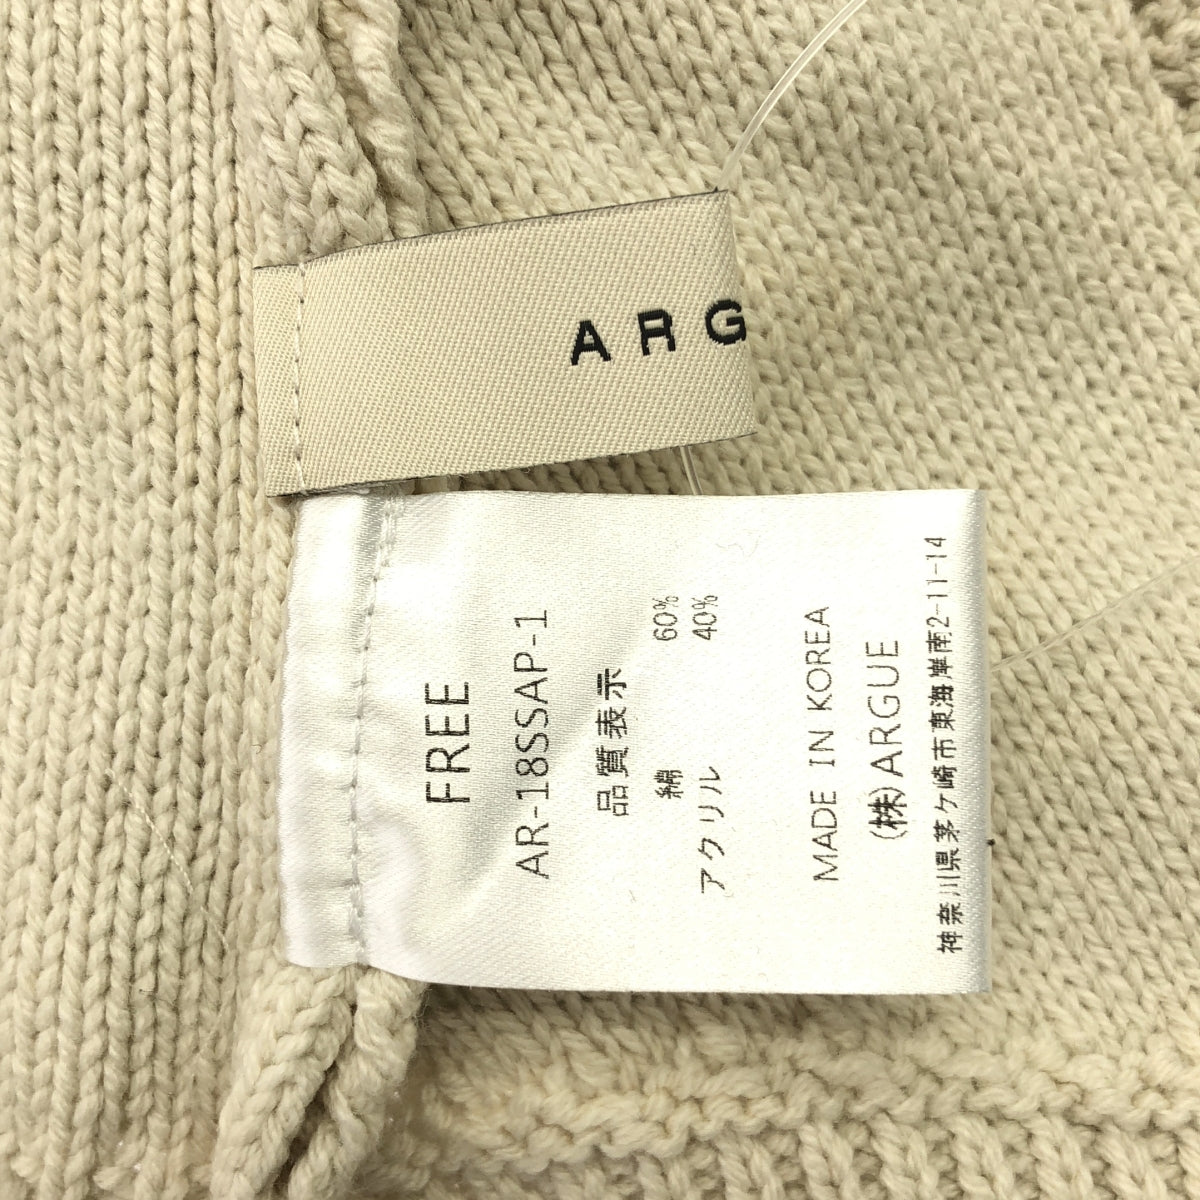 ARG
FREE
AR-18SSAP-1
品質表示
綿 60%
アクリル 40%
MADE IN KOREA
(株)ARGUE
神奈川県茅ケ崎市東海岸南2-11-14